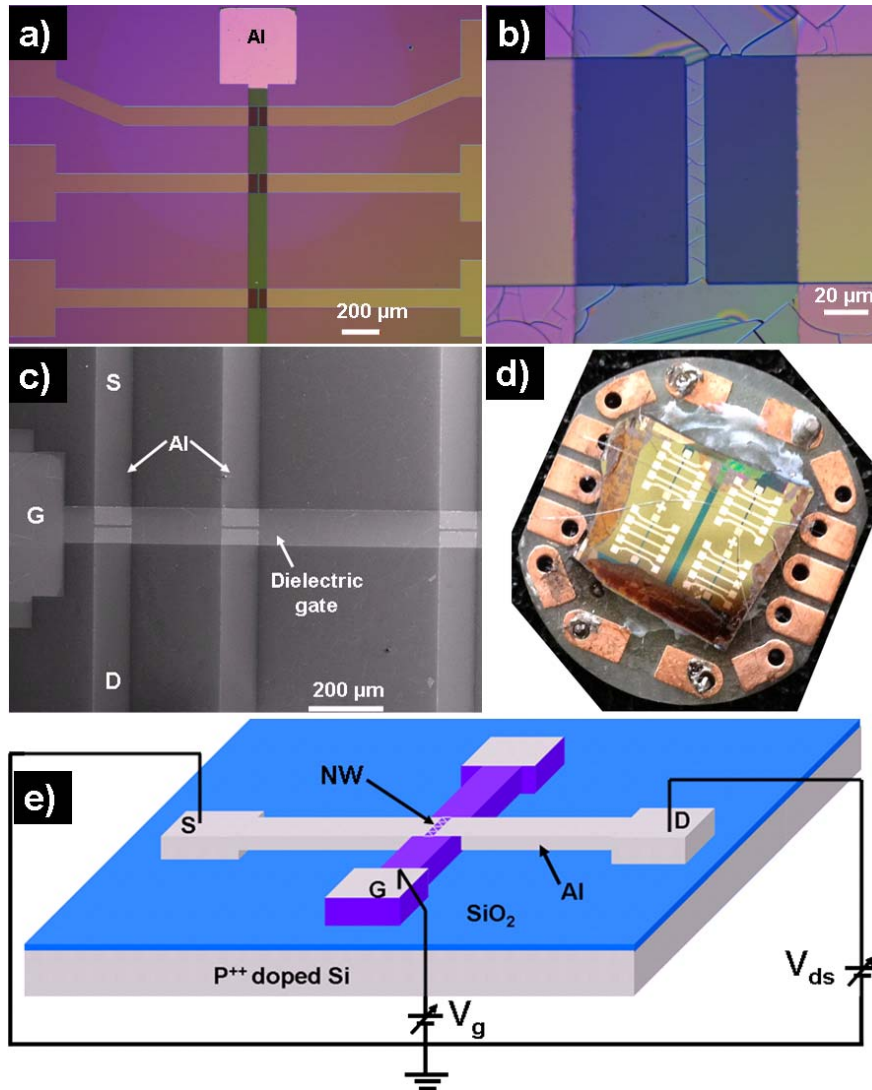 a)
Al
200 µm
b)
20 µm
c)
S
Al
G
Dielectric
gate
D
200 µm
d)
e)
NW
S
D
G
Al
SiO₂
P⁺⁺ doped Si
V_ds
V_g